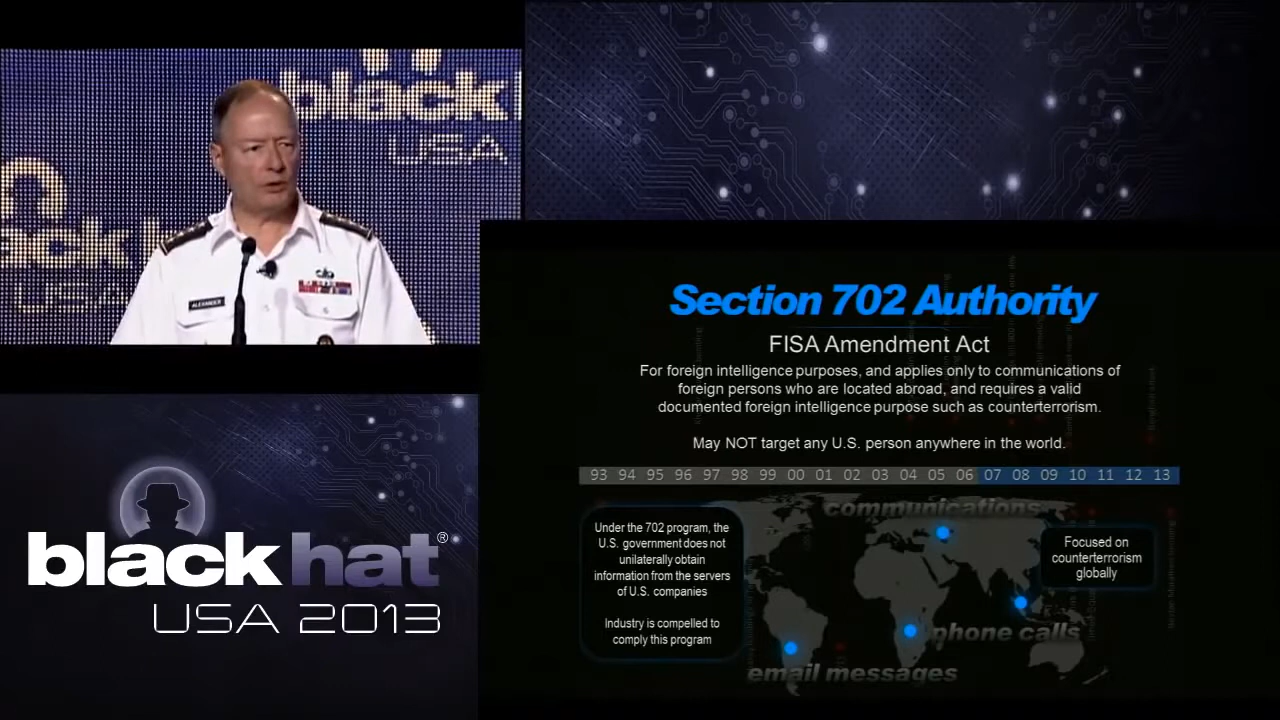 black
USA
ack h
USA
ALEXANDER
blackhat®
USA 2013
Section 702 Authority
FISA Amendment Act
For foreign intelligence purposes, and applies only to communications of
foreign persons who are located abroad, and requires a valid
documented foreign intelligence purpose such as counterterrorism.
May NOT target any U.S. person anywhere in the world.
93 94 95 96 97 98 99 00 01 02 03 04 05 06 07 08 09 10 11 12 13
communications
Under the 702 program, the
U.S. government does not
unilaterally obtain
information from the servers
of U.S. companies
Industry is compelled to
comply this program
Focused on
counterterrorism
globally
phone calls
email messages